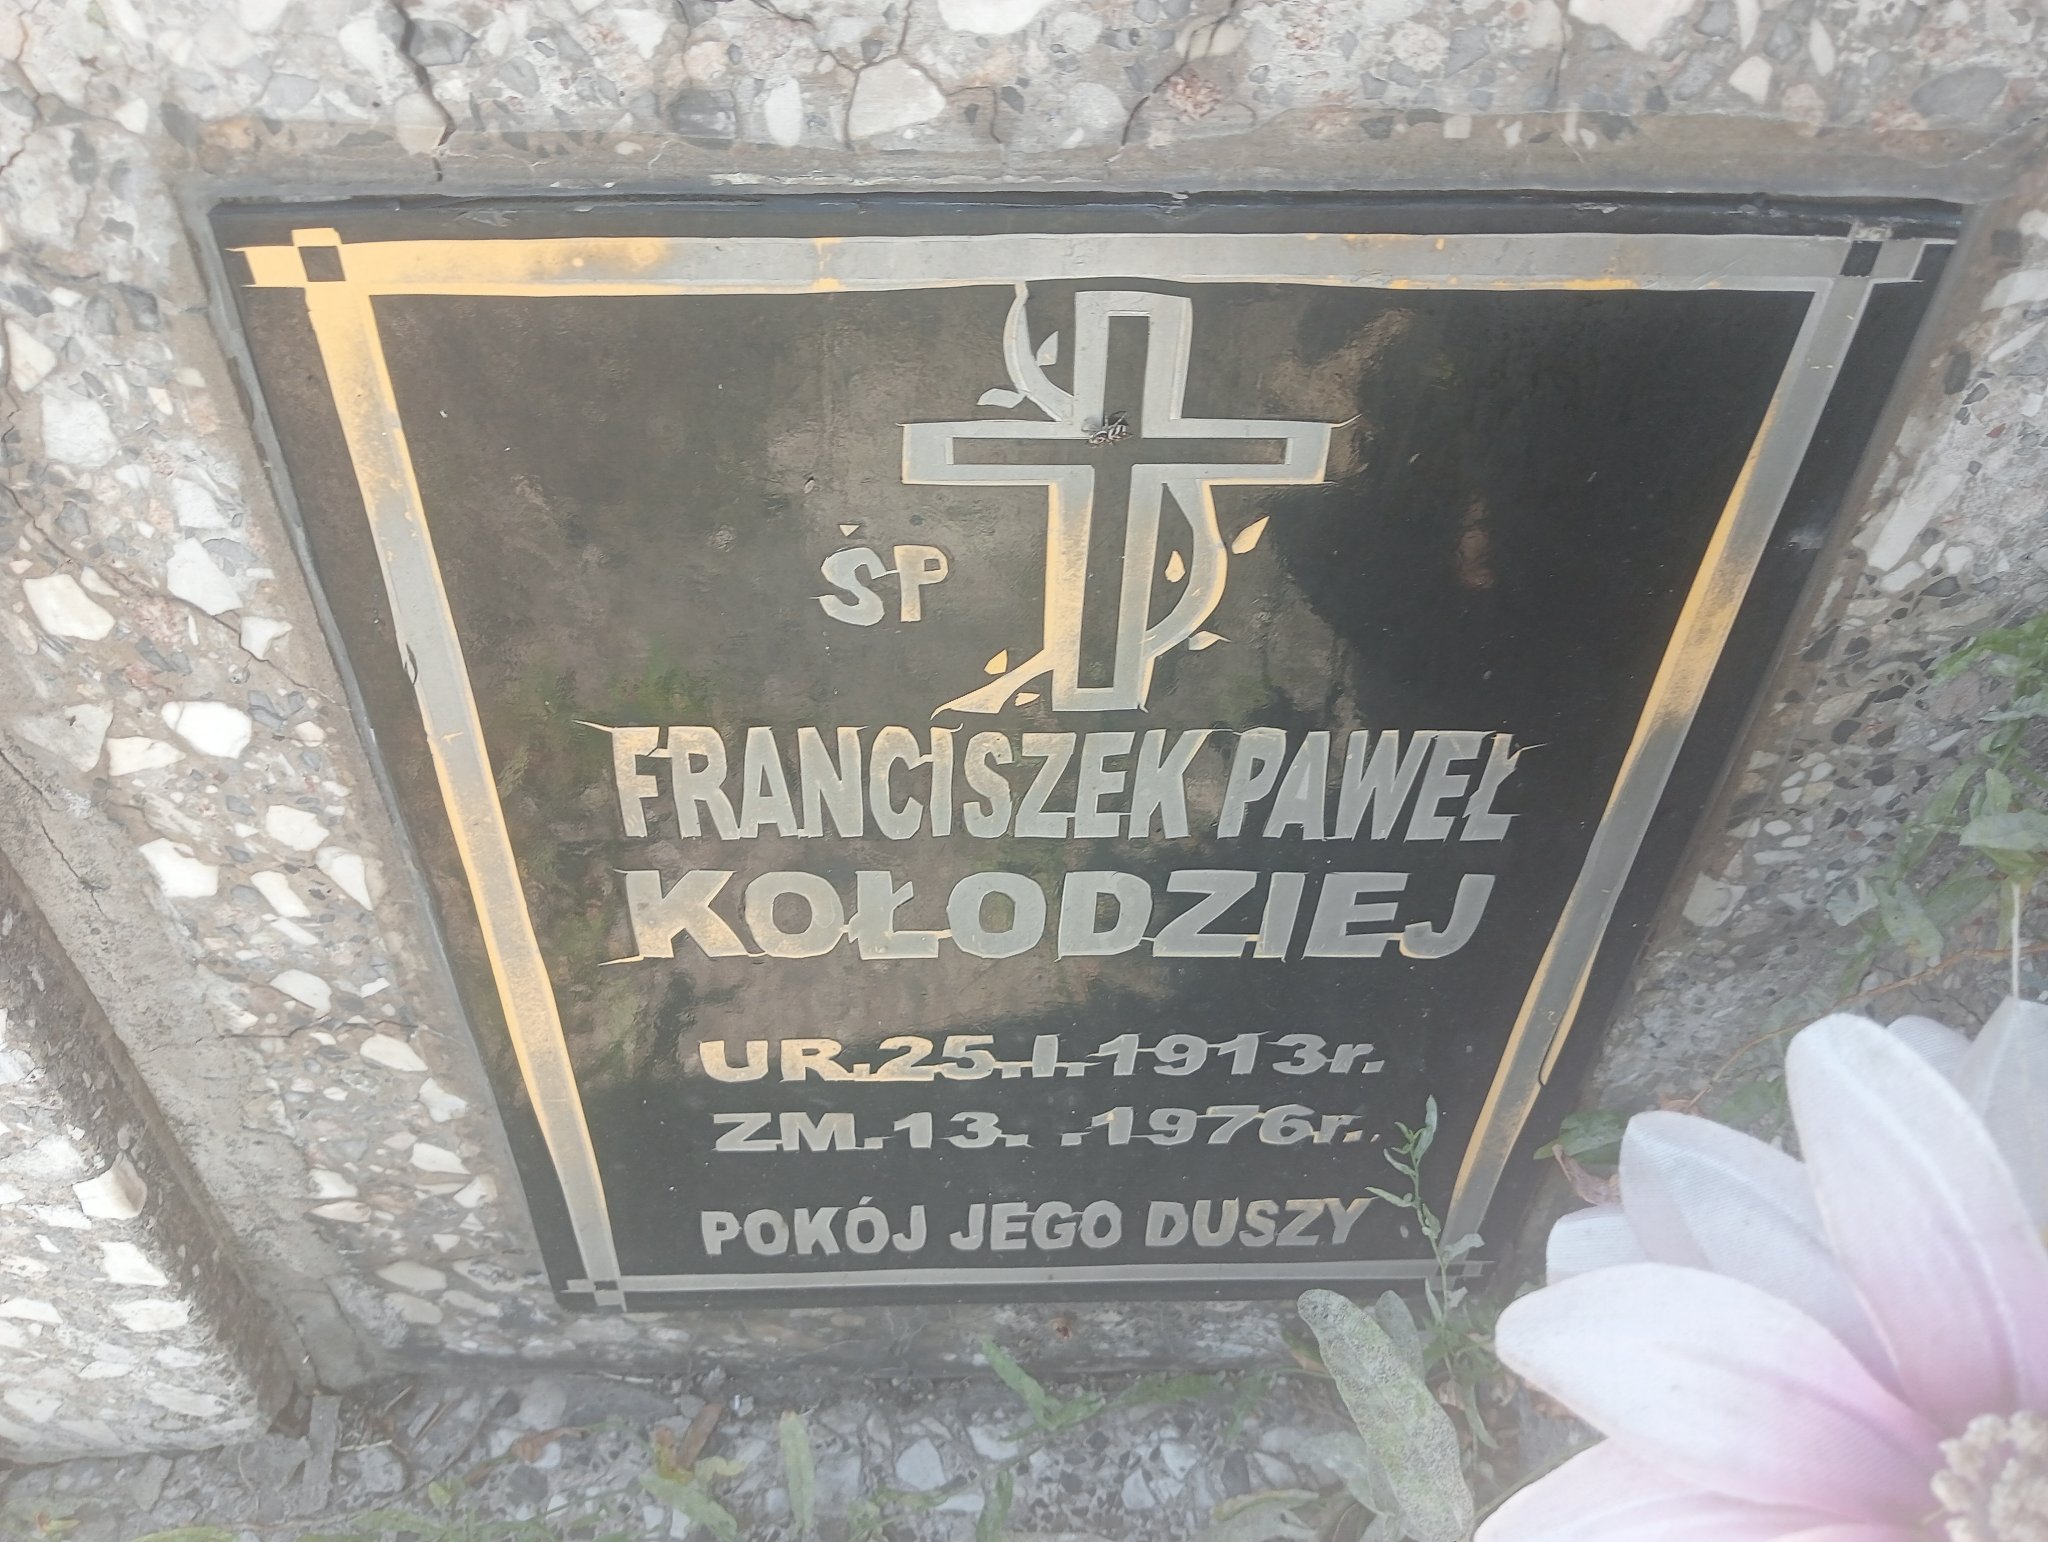 ŚP
FRANCISZEK PAWEŁ
KOŁODZIEJ
UR.25.I.1913r.
ZM.13. .1976r.
POKÓJ JEGO DUSZY